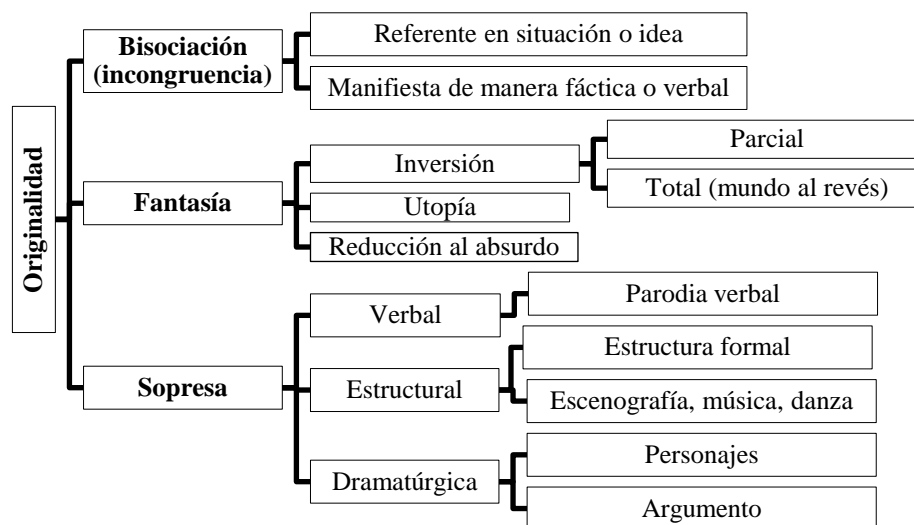 Originalidad
Bisociación
(incongruencia)
Referente en situación o idea
Manifiesta de manera fáctica o verbal
Fantasía
Inversión
Parcial
Total (mundo al revés)
Utopía
Reducción al absurdo
Sopresa
Verbal
Parodia verbal
Estructural
Estructura formal
Escenografía, música, danza
Dramatúrgica
Personajes
Argumento